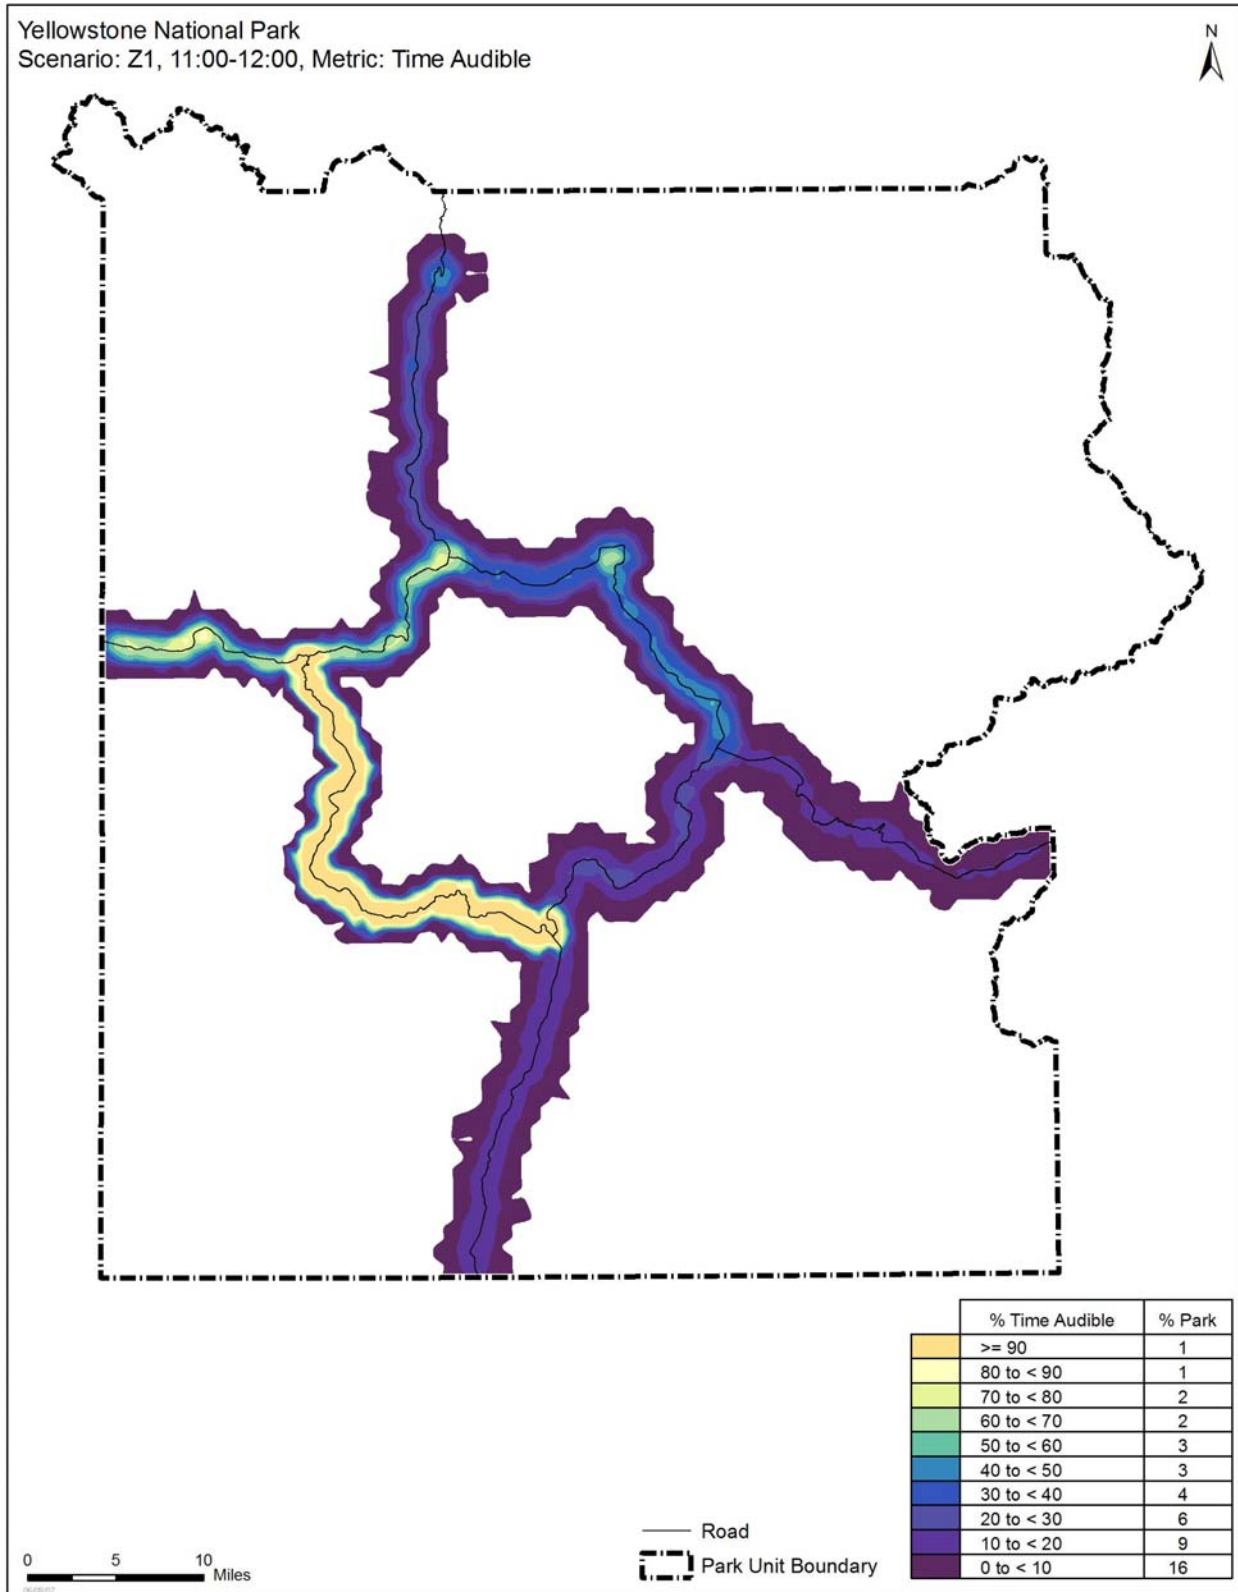 Yellowstone National Park
Scenario: Z1, 11:00-12:00, Metric: Time Audible
N
% Time Audible % Park
>= 90 1
80 to < 90 1
70 to < 80 2
60 to < 70 2
50 to < 60 3
40 to < 50 3
30 to < 40 4
20 to < 30 6
10 to < 20 9
0 to < 10 16
Road
Park Unit Boundary
0 5 10
Miles